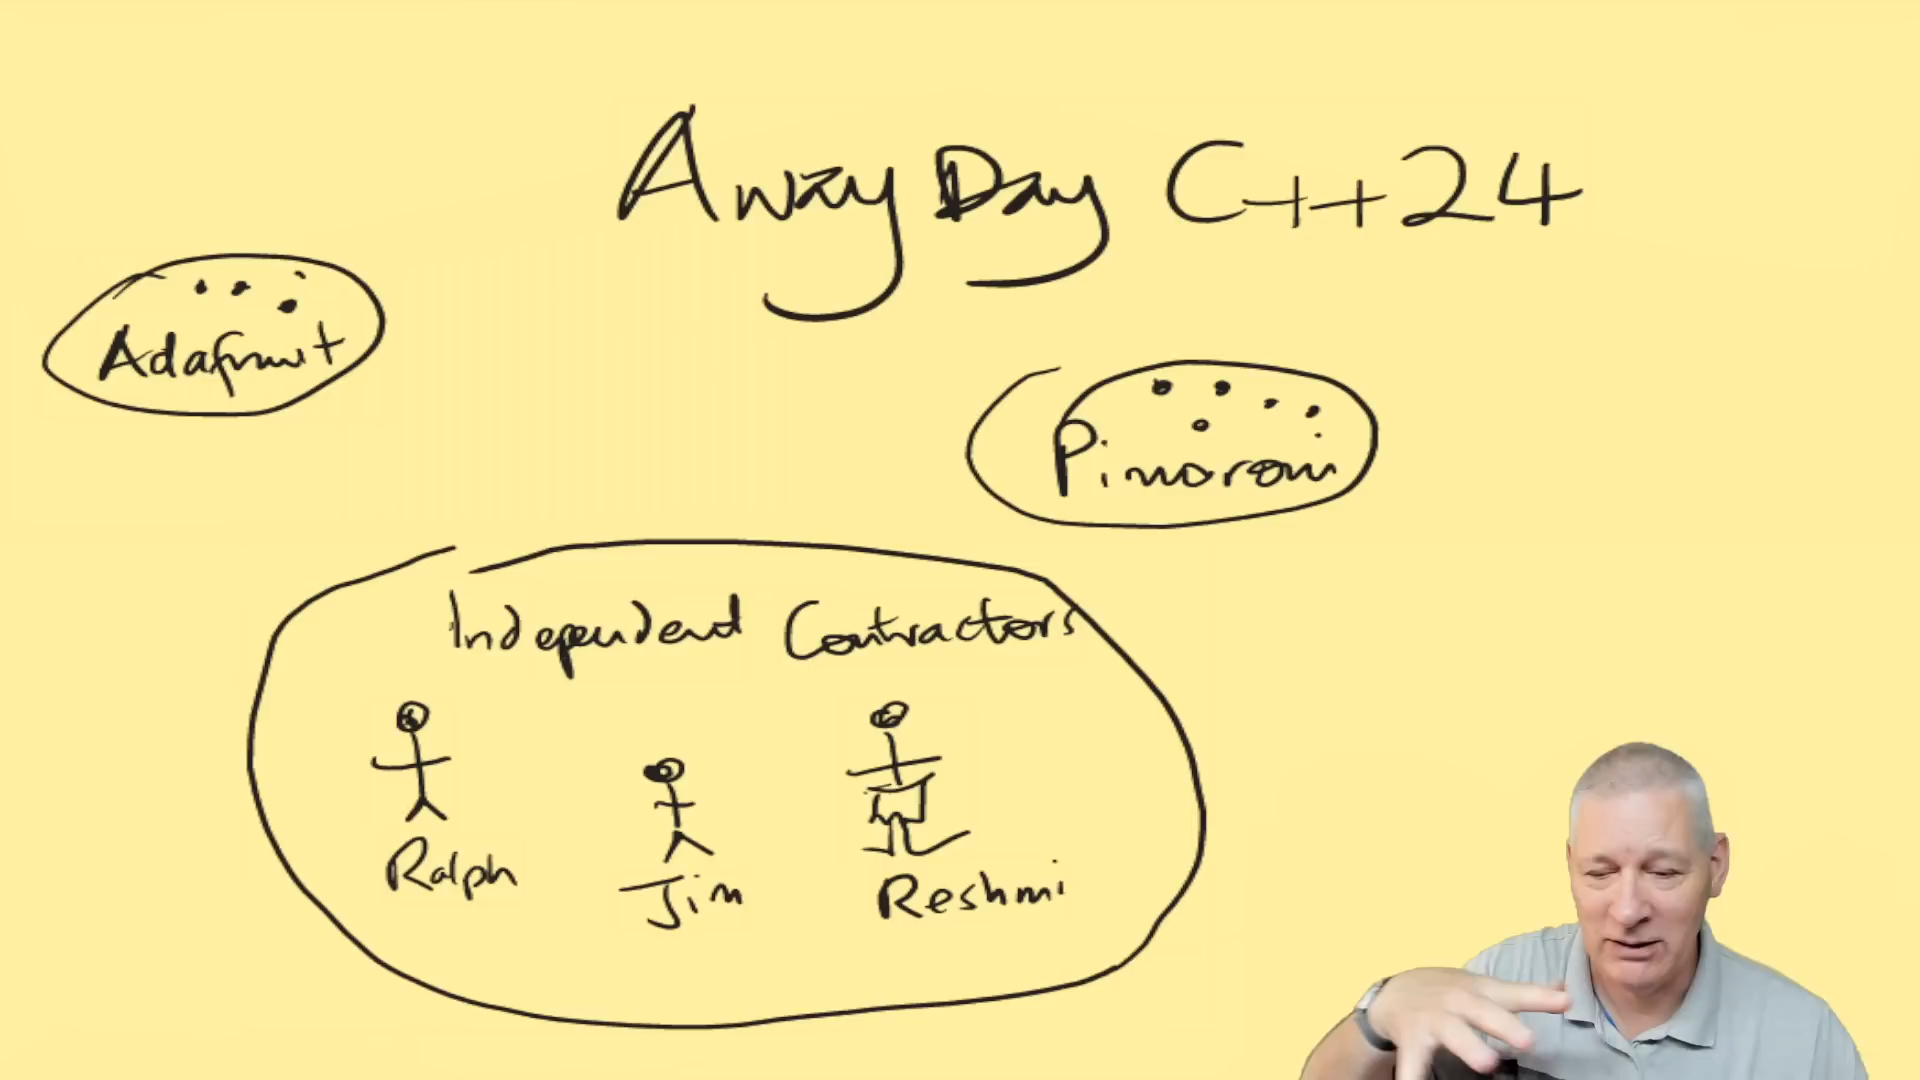 Away Day C++24
Adafruit
Pimoroni
Independent Contractors
Ralph
Jim
Reshmi